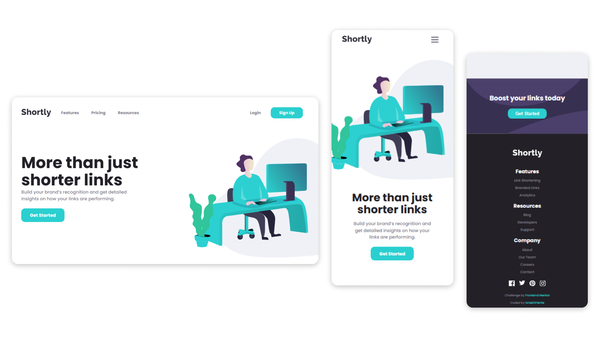 Shortly
Features
Pricing
Resources
Login
Sign Up
More than just
shorter links
Build your brand's recognition and get detailed
insights on how your links are performing.
Get Started
Shortly
More than just
shorter links
Build your brand's recognition and
get detailed insights on how your
links are performing.
Get Started
Boost your links today
Get Started
Shortly
Features
Link Shortening
Branded Links
Analytics
Resources
Blog
Developers
Support
Company
About
Our Team
Careers
Contact
Challenge by Frontend Mentor